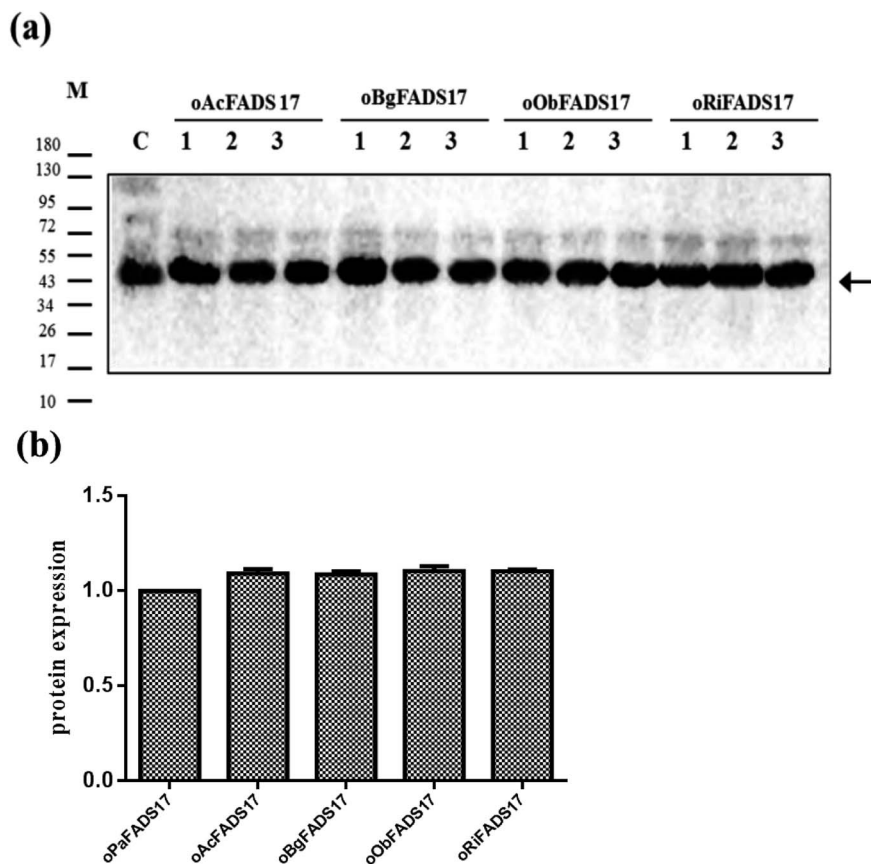 (a)
M
oAcFADS17 oBgFADS17 oObFADS17 oRiFADS17
C 1 2 3 1 2 3 1 2 3 1 2 3
180
130
95
72
55
43
34
26
17
10
(b)
1.5
1.0
0.5
0.0
protein expression
oPaFADS17
oAcFADS17
oBgFADS17
oObFADS17
oRiFADS17